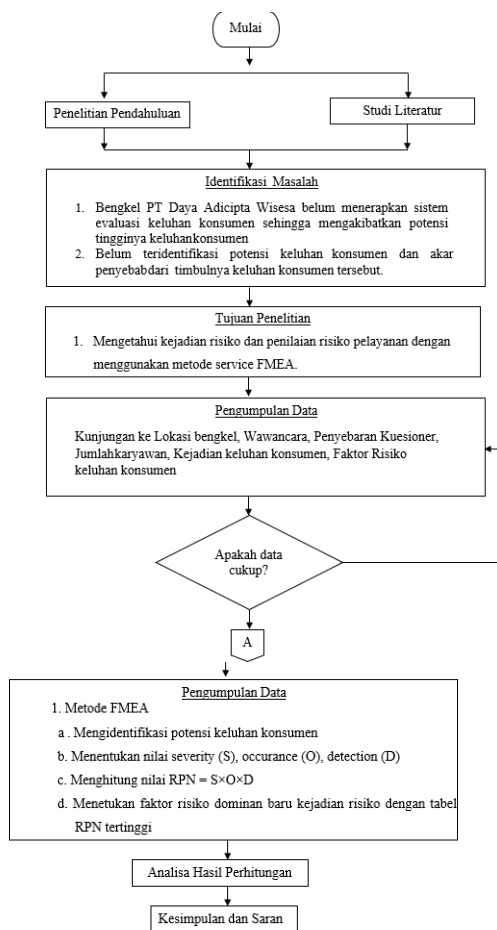 Mulai
Penelitian Pendahuluan
Studi Literatur
Identifikasi Masalah
1. Bengkel PT Daya Adicipta Wisesa belum menerapkan sistem
evaluasi keluhan konsumen sehingga mengakibatkan potensi
tingginya keluhankonsumen
2. Belum teridentifikasi potensi keluhan konsumen dan akar
penyebabdari timbulnya keluhan konsumen tersebut.
Tujuan Penelitian
1. Mengetahui kejadian risiko dan penilaian risiko pelayanan dengan
menggunakan metode service FMEA.
Pengumpulan Data
Kunjungan ke Lokasi bengkel, Wawancara, Penyebaran Kuesioner,
Jumlahkaryawan, Kejadian keluhan konsumen, Faktor Risiko
keluhan konsumen
Apakah data
cukup?
A
Pengumpulan Data
1. Metode FMEA
a . Mengidentifikasi potensi keluhan konsumen
b. Menentukan nilai severity (S), occurance (O), detection (D)
c. Menghitung nilai RPN = S×O×D
d. Menetukan faktor risiko dominan baru kejadian risiko dengan tabel
RPN tertinggi
Analisa Hasil Perhitungan
Kesimpulan dan Saran